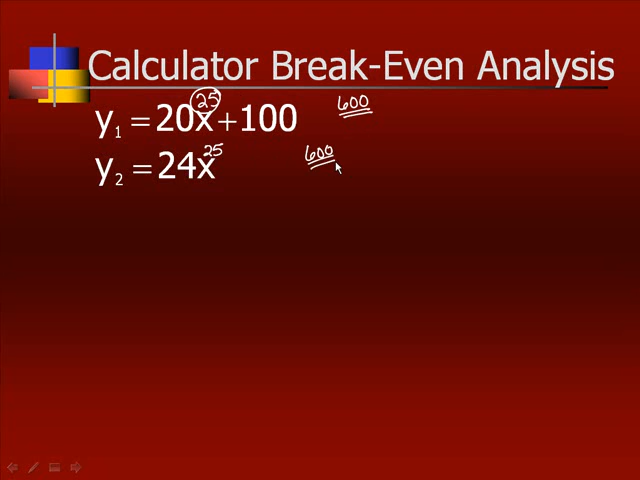 Calculator Break-Even Analysis
25
y₁ = 20x + 100 600
25
y₂ = 24x 600